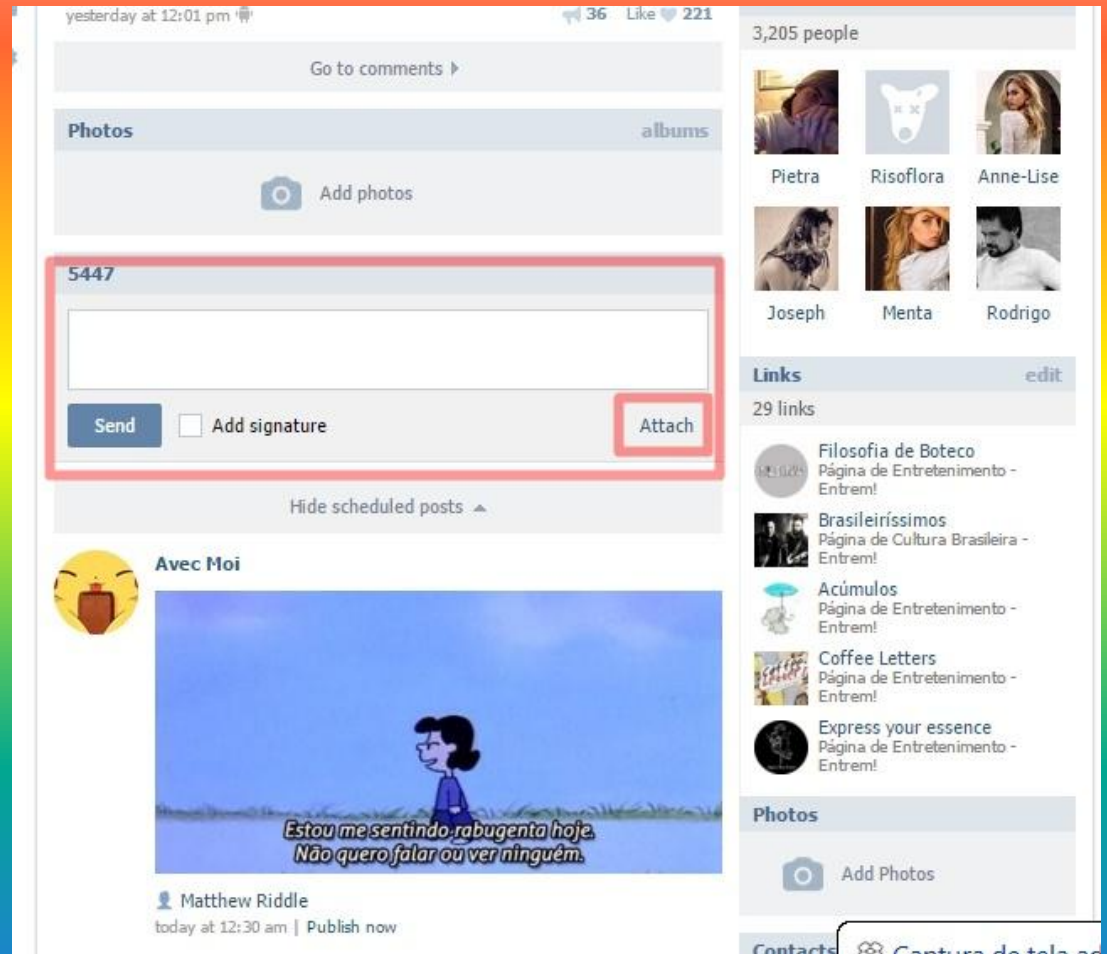 yesterday at 12:01 pm
36 Like 221
Go to comments
Photos albums
Add photos
5447
Send Add signature Attach
Hide scheduled posts
Avec Moi
Estou me sentindo rabugenta hoje.
Não quero falar ou ver ninguém.
Matthew Riddle
today at 12:30 am | Publish now
3,205 people
Pietra Risoflora Anne-Lise
Joseph Menta Rodrigo
Links edit
29 links
Filosofia de Boteco
Página de Entretenimento -
Entrem!
Brasileiríssimos
Página de Cultura Brasileira -
Entrem!
Acúmulos
Página de Entretenimento -
Entrem!
Coffee Letters
Página de Entretenimento -
Entrem!
Express your essence
Página de Entretenimento -
Entrem!
Photos
Add Photos
Contacts
Captura de tela